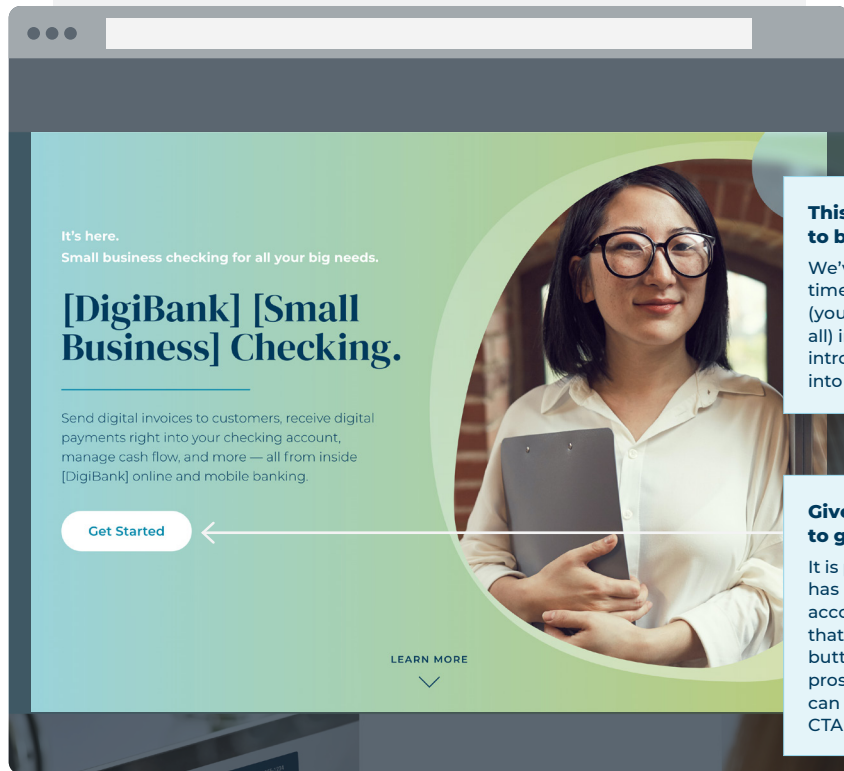 It's here.
Small business checking for all your big needs.
[DigiBank] [Small
Business] Checking.
Send digital invoices to customers, receive digital
payments right into your checking account,
manage cash flow, and more — all from inside
[DigiBank] online and mobile banking.
Get Started
LEARN MORE
This
to b
We'v
time
(you
all) i
intro
into
Give
to g
It is
has
acco
that
butt
pros
can
CTA